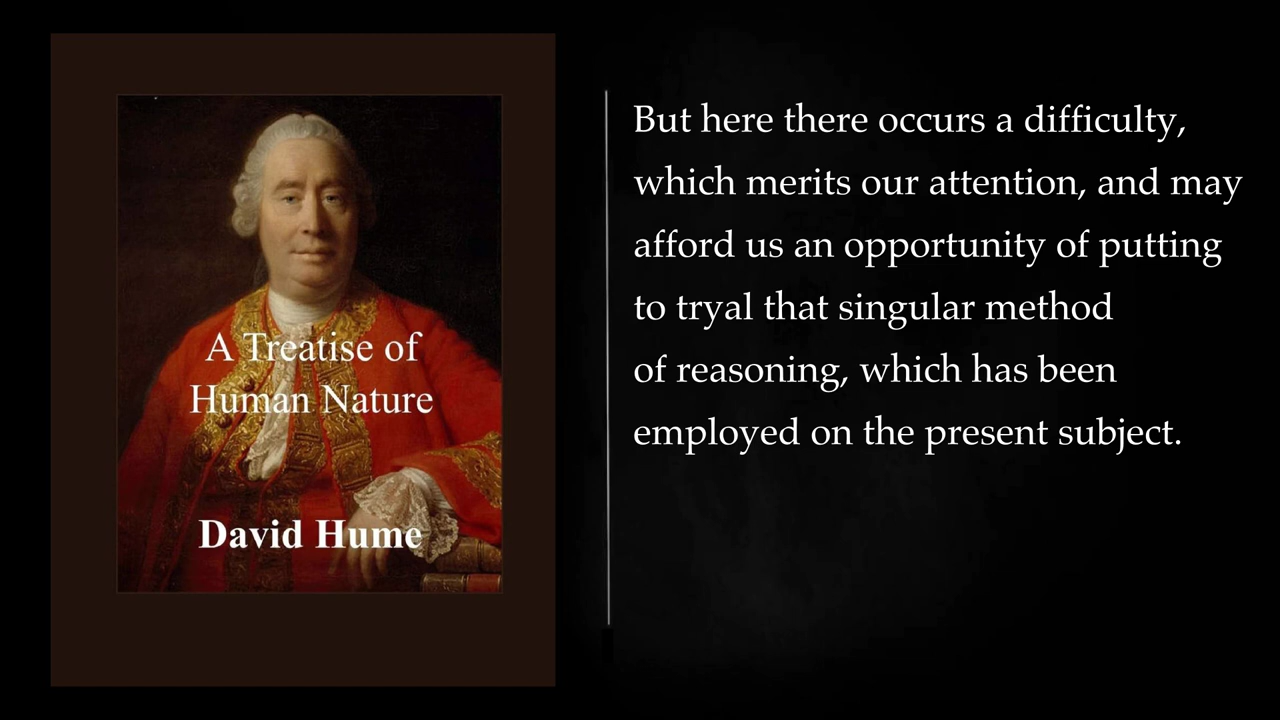 A Treatise of
Human Nature
David Hume
But here there occurs a difficulty,
which merits our attention, and may
afford us an opportunity of putting
to tryal that singular method
of reasoning, which has been
employed on the present subject.